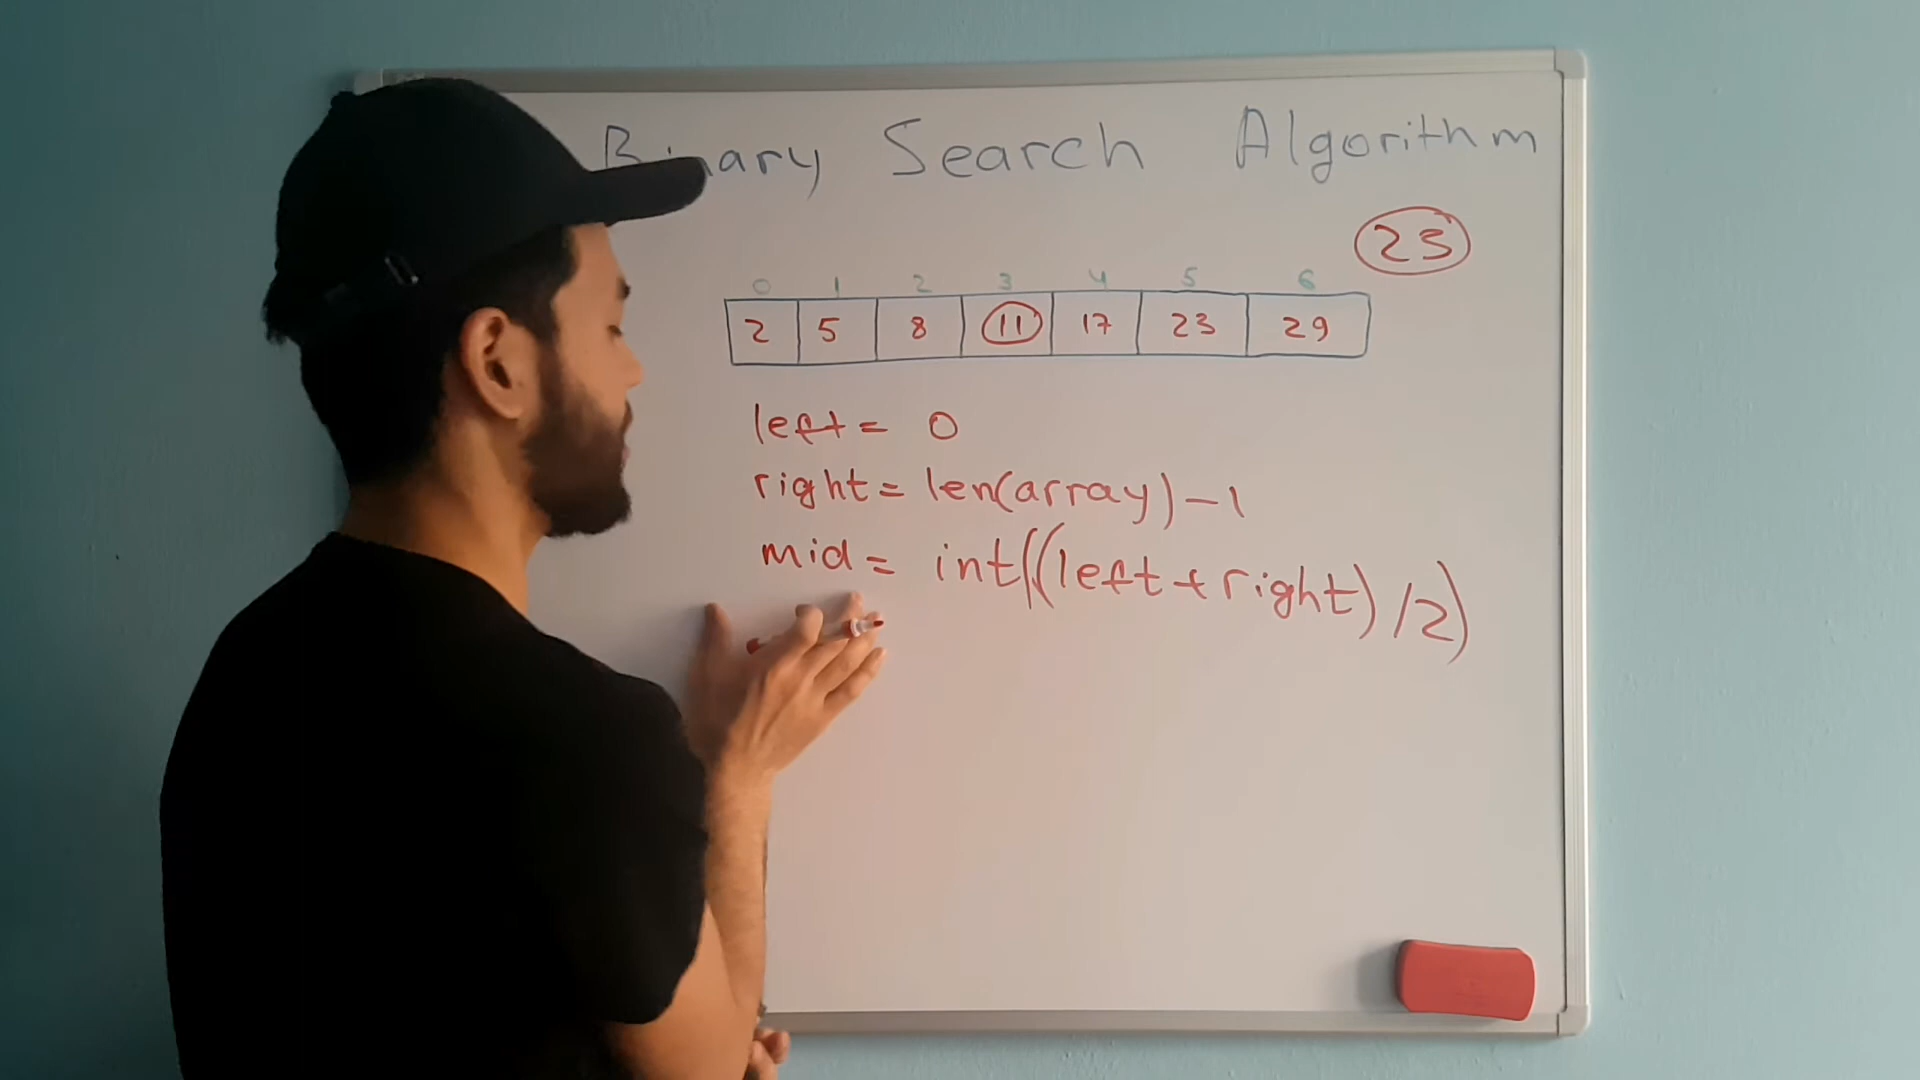 Binary Search Algorithm
23
0 1 2 3 4 5 6
2 5 8 11 17 23 29
left = 0
right = len(array) - 1
mid = int((left + right) / 2)